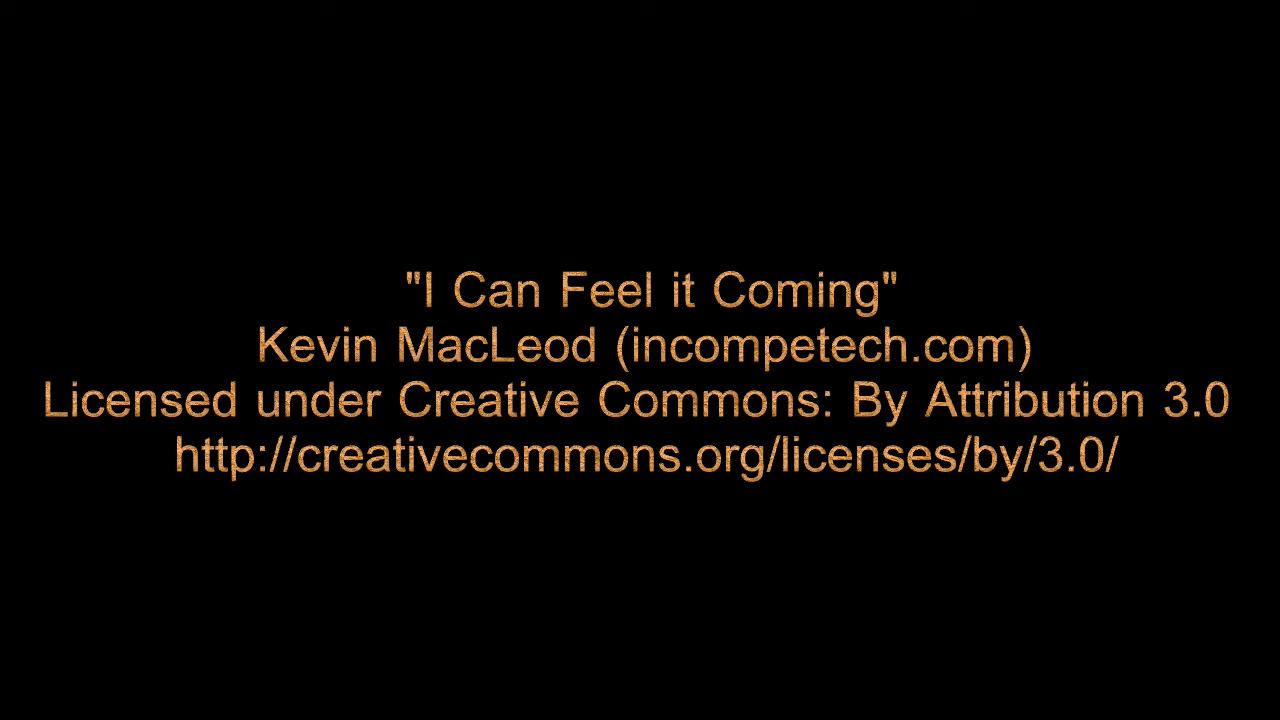 "I Can Feel it Coming"
Kevin MacLeod (incompetech.com)
Licensed under Creative Commons: By Attribution 3.0
http://creativecommons.org/licenses/by/3.0/